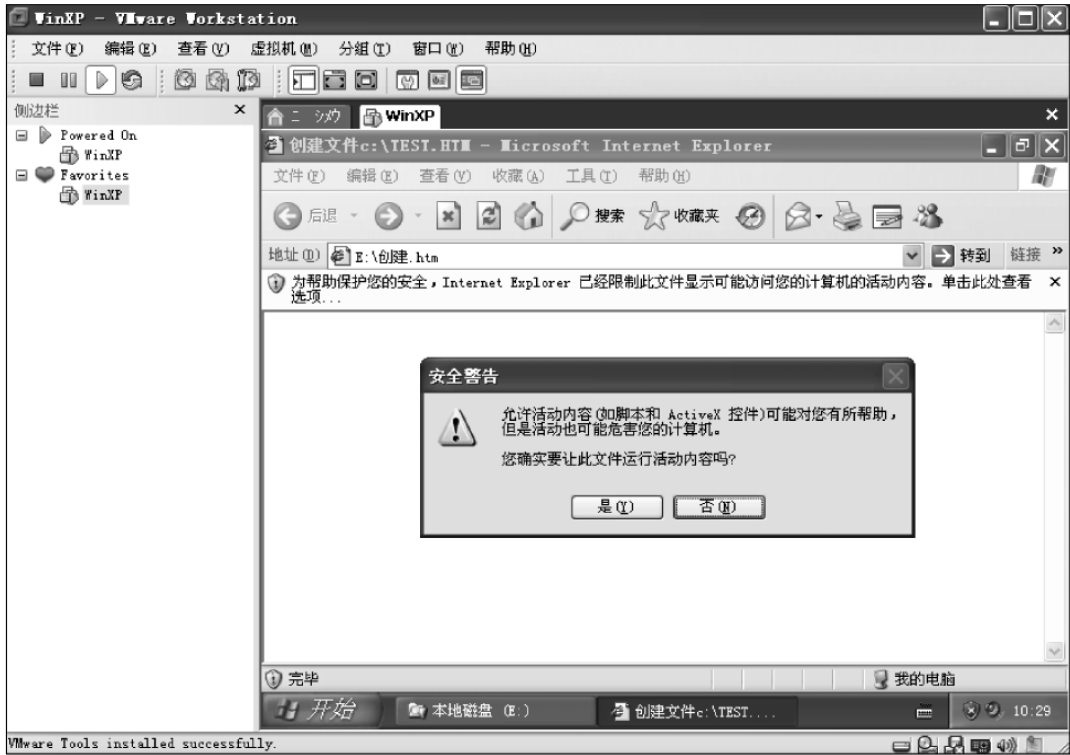 WinXP - VMware Workstation
文件(F) 编辑(E) 查看(V) 虚拟机(M) 分组(T) 窗口(W) 帮助(H)
侧边栏
Powered On
WinXP
Favorites
WinXP
WinXP
创建文件c:\TEST.HTM - Microsoft Internet Explorer
文件(F) 编辑(E) 查看(V) 收藏(A) 工具(T) 帮助(H)
后退 搜索 收藏夹
地址(D) E:\创建.htm 转到 链接 »
为帮助保护您的安全，Internet Explorer 已经限制此文件显示可能访问您的计算机的活动内容。单击此处查看
选项...
安全警告
允许活动内容(如脚本和 ActiveX 控件)可能对您有所帮助，
但是活动也可能危害您的计算机。
您确实要让此文件运行活动内容吗?
是(Y) 否(N)
完毕 我的电脑
开始 本地磁盘 (E:) 创建文件c:\TEST.... 10:29
VMware Tools installed successfully.